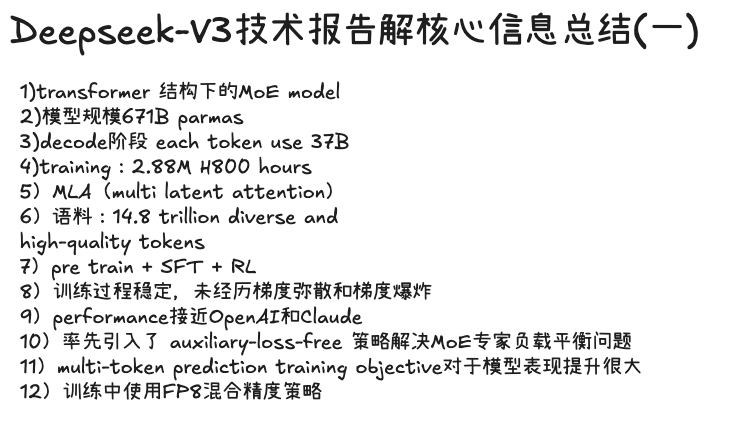 Deepseek-V3技术报告解核心信息总结(一)
1)transformer 结构下的MoE model
2)模型规模671B parmas
3)decode阶段 each token use 37B
4)training：2.88M H800 hours
5）MLA（multi latent attention）
6）语料：14.8 trillion diverse and
high-quality tokens
7）pre train + SFT + RL
8）训练过程稳定，未经历梯度弥散和梯度爆炸
9）performance接近OpenAI和Claude
10）率先引入了 auxiliary-loss-free 策略解决MoE专家负载平衡问题
11）multi-token prediction training objective对于模型表现提升很大
12）训练中使用FP8混合精度策略